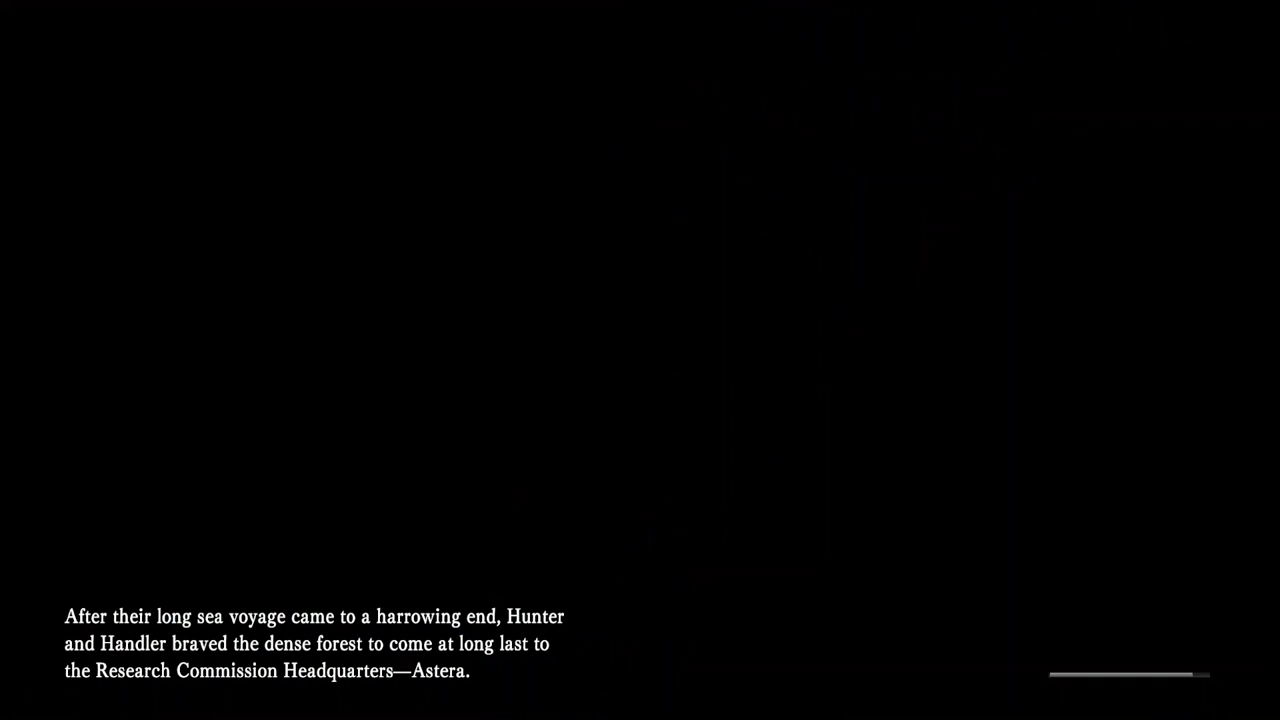 After their long sea voyage came to a harrowing end, Hunter
and Handler braved the dense forest to come at long last to
the Research Commission Headquarters—Astera.